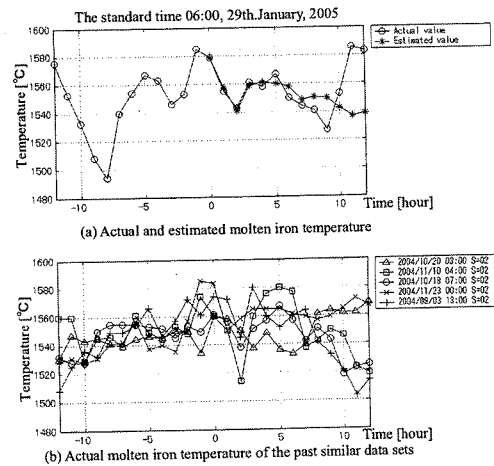 The standard time 06:00, 29th.January, 2005
Actual value
Estimated value
Temperature [°C]
1600
1580
1560
1540
1520
1500
1480
-10
-5
0
5
10
Time [hour]
(a) Actual and estimated molten iron temperature
2004/10/20 03:00 S=02
2004/11/10 04:00 S=02
2004/10/18 07:00 S=02
2004/11/23 00:00 S=02
2004/09/03 13:00 S=02
Temperature [°C]
1600
1580
1560
1540
1520
1500
1480
-10
-5
0
5
10
Time [hour]
(b) Actual molten iron temperature of the past similar data sets